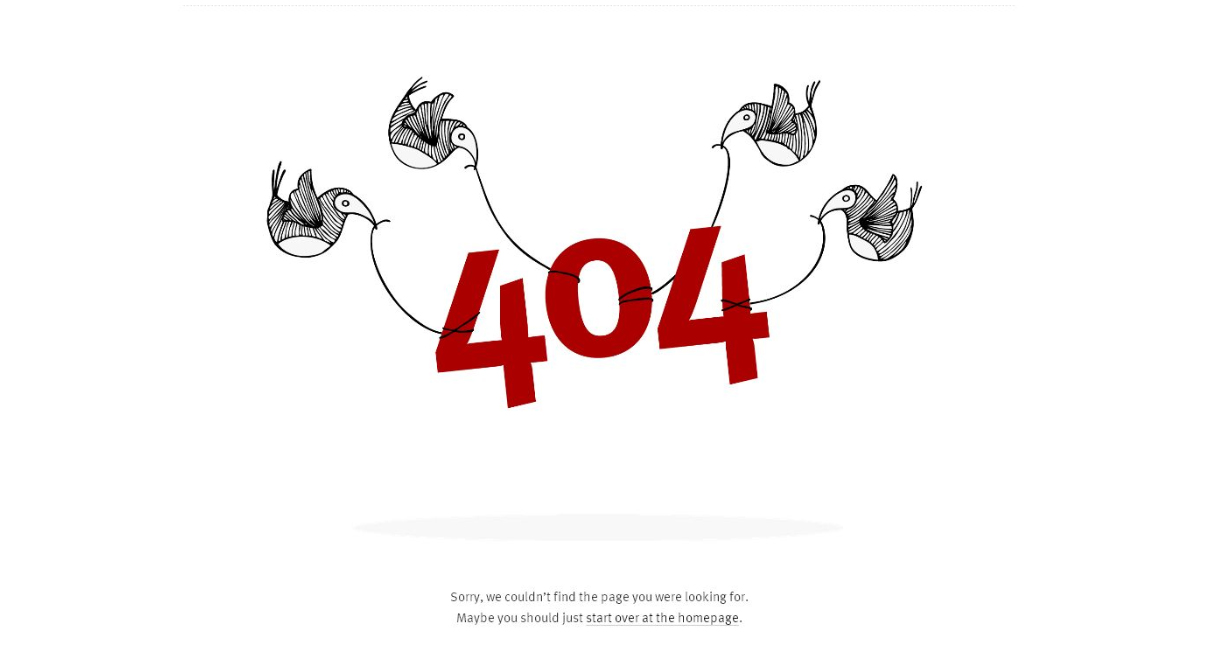 404
Sorry, we couldn't find the page you were looking for.
Maybe you should just start over at the homepage.